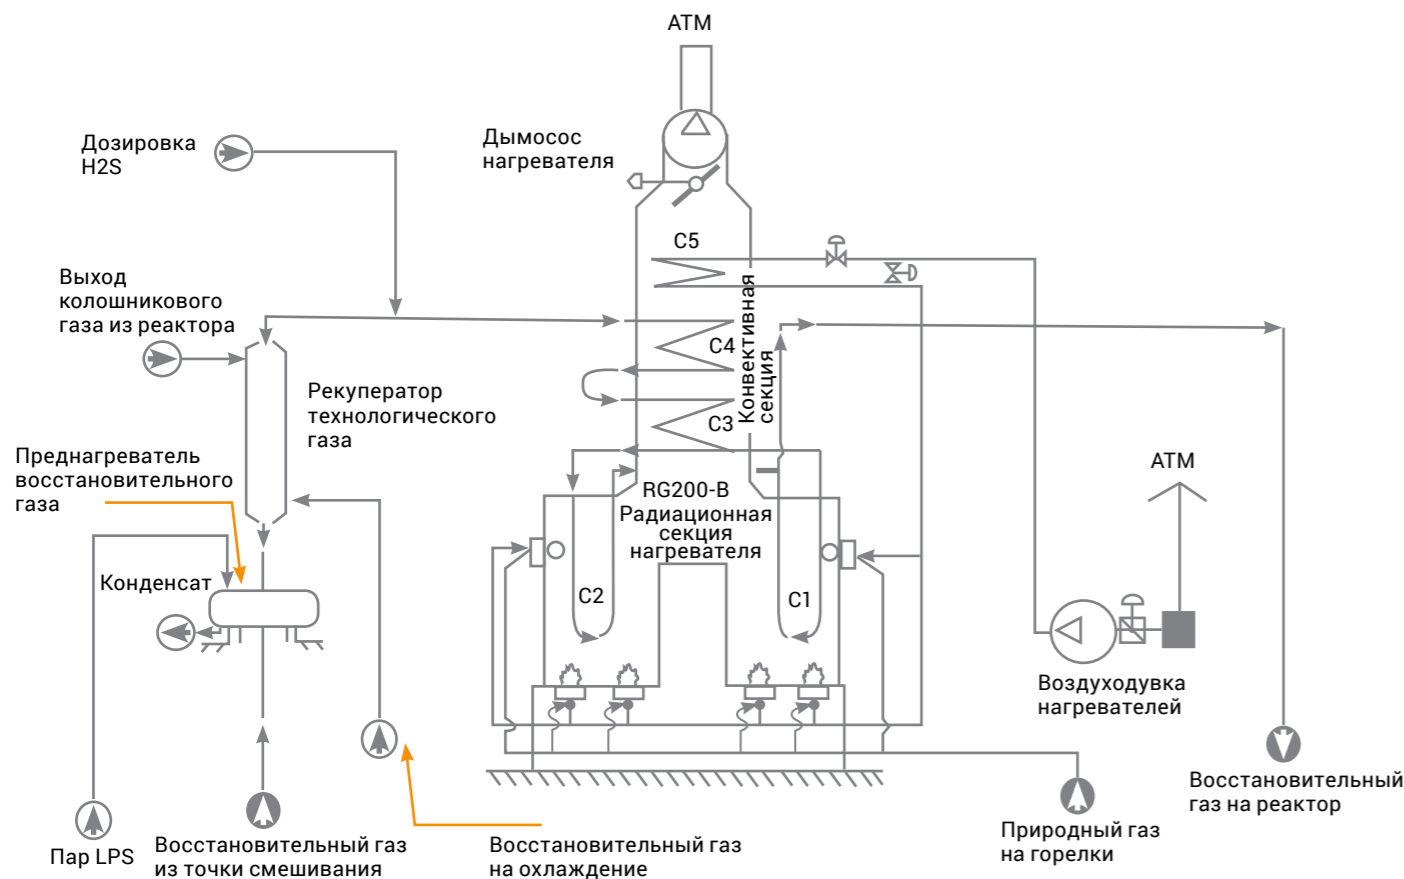 ATM
Дозировка
H2S
Дымосос
нагревателя
C5
Выход
колошникового
газа из реактора
C4
Конвективная
секция
C3
Рекуператор
технологического
газа
Преднагреватель
восстановительного
газа
ATM
RG200-B
Радиационная
секция
нагревателя
Конденсат
C2
C1
Воздуходувка
нагревателей
Восстановительный
газ на реактор
Природный газ
на горелки
Пар LPS
Восстановительный газ
из точки смешивания
Восстановительный газ
на охлаждение